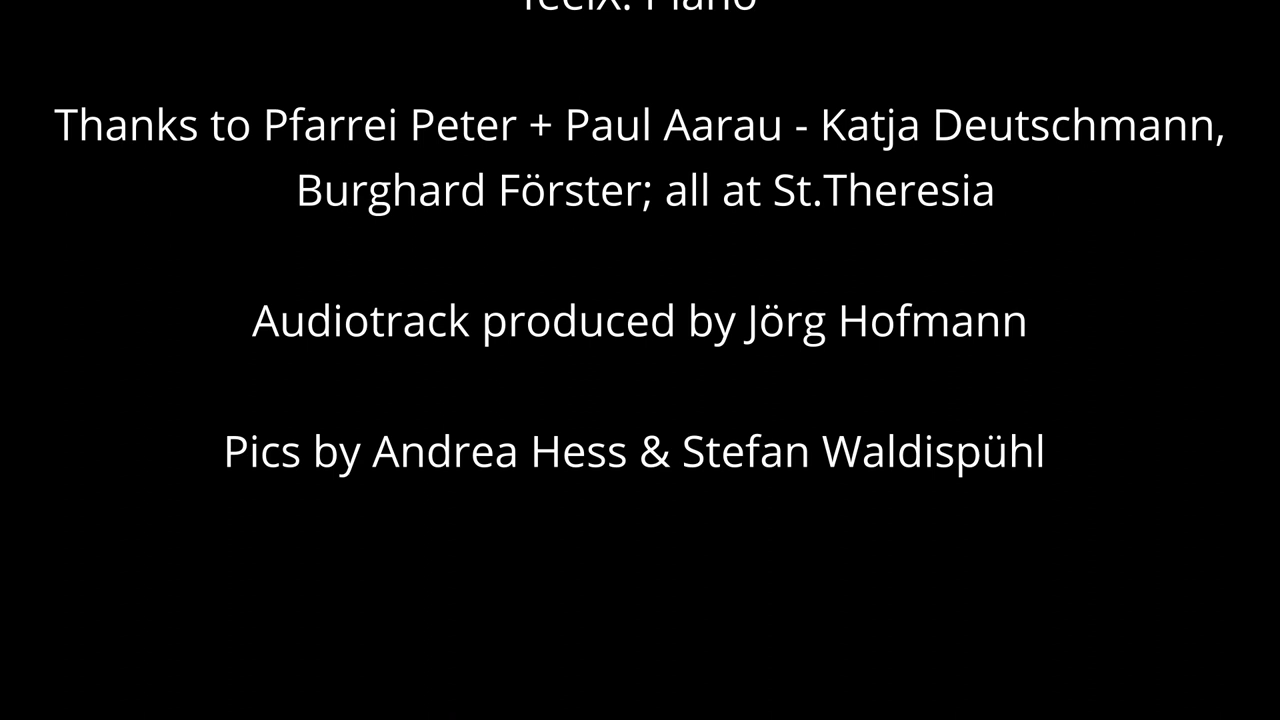 Piano
Thanks to Pfarrei Peter + Paul Aarau - Katja Deutschmann,
Burghard Förster; all at St.Theresia
Audiotrack produced by Jörg Hofmann
Pics by Andrea Hess & Stefan Waldispühl